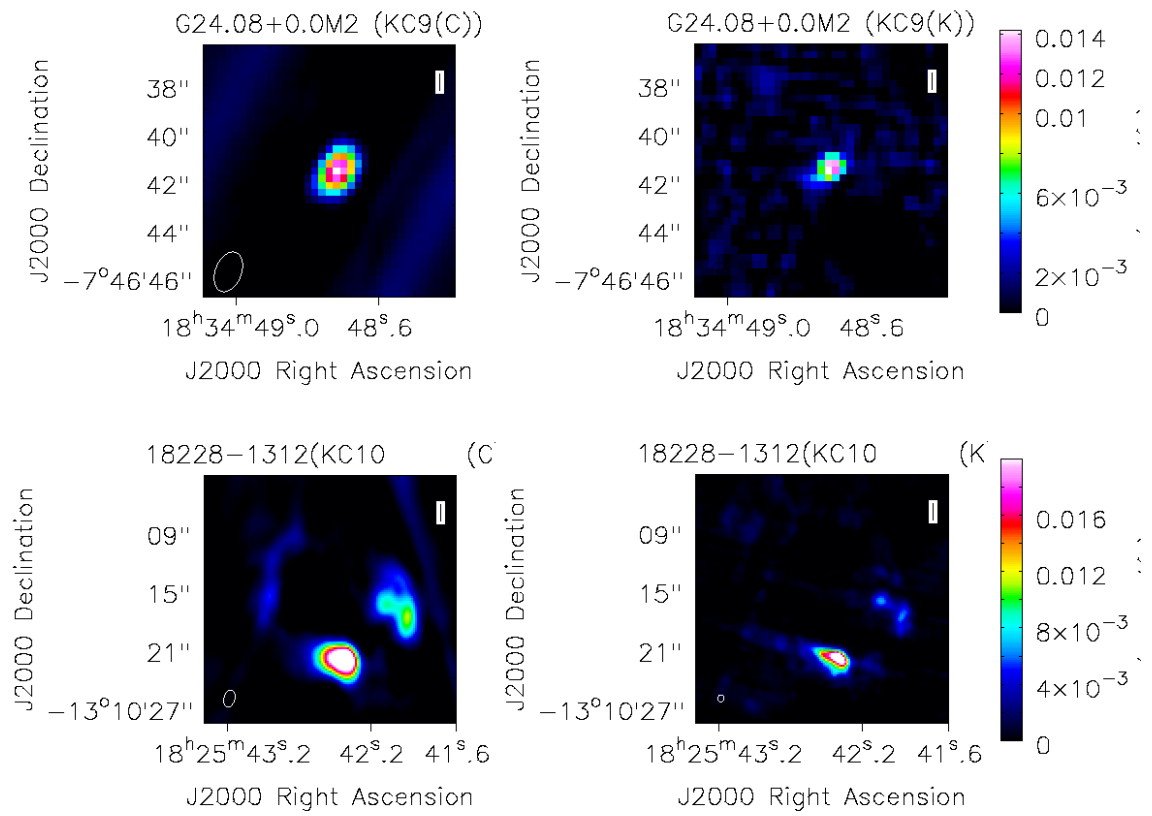 G24.08+0.0M2 (KC9(C))
G24.08+0.0M2 (KC9(K))
J2000 Declination
38"
40"
42"
44"
−7°46'46"
18ʰ34ᵐ49ˢ.0
48ˢ.6
J2000 Right Ascension
J2000 Declination
38"
40"
42"
44"
−7°46'46"
18ʰ34ᵐ49ˢ.0
48ˢ.6
J2000 Right Ascension
0.014
0.012
0.01
6×10⁻³
2×10⁻³
0
18228−1312(KC10 (C
18228−1312(KC10 (K
J2000 Declination
09"
15"
21"
−13°10'27"
18ʰ25ᵐ43ˢ.2
42ˢ.2
41ˢ.6
J2000 Right Ascension
J2000 Declination
09"
15"
21"
−13°10'27"
18ʰ25ᵐ43ˢ.2
42ˢ.2
41ˢ.6
J2000 Right Ascension
0.016
0.012
8×10⁻³
4×10⁻³
0